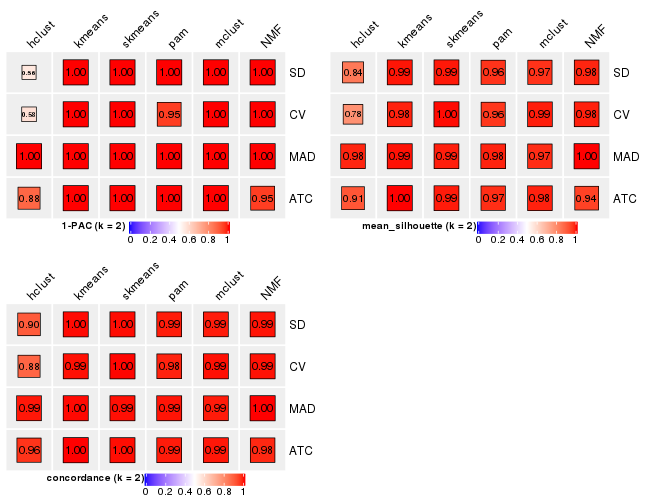 hclust kmeans skmeans pam mclust NMF
0.56 1.00 1.00 1.00 1.00 1.00 SD
0.58 1.00 1.00 0.95 1.00 1.00 CV
1.00 1.00 1.00 1.00 1.00 1.00 MAD
0.88 1.00 1.00 1.00 1.00 0.95 ATC
1-PAC (k = 2)
0 0.2 0.4 0.6 0.8 1
hclust kmeans skmeans pam mclust NMF
0.84 0.99 0.99 0.96 0.97 0.98 SD
0.78 0.98 1.00 0.96 0.99 0.98 CV
0.98 0.99 0.99 0.98 0.97 1.00 MAD
0.91 1.00 0.99 0.97 0.98 0.94 ATC
mean_silhouette (k = 2)
0 0.2 0.4 0.6 0.8 1
hclust kmeans skmeans pam mclust NMF
0.90 1.00 1.00 0.99 0.99 0.99 SD
0.88 0.99 1.00 0.98 0.99 0.99 CV
0.99 1.00 0.99 0.99 0.99 1.00 MAD
0.96 1.00 1.00 0.99 0.99 0.98 ATC
concordance (k = 2)
0 0.2 0.4 0.6 0.8 1